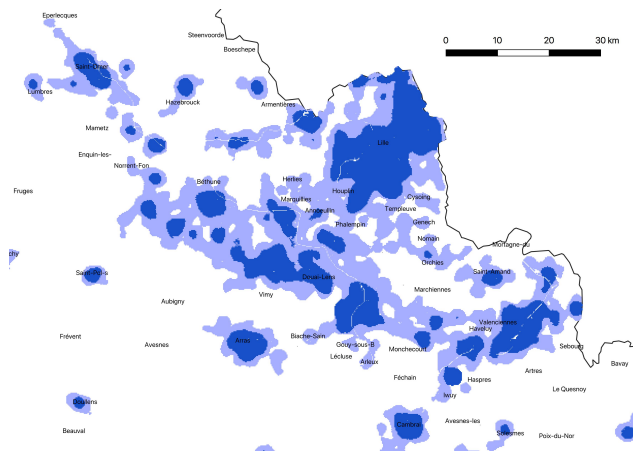 Eperlecques
Steenvoorde
Boeschepe
0 10 20 30 km
Saint-Omer
Lumbres
Hazebrouck
Armentières
Mametz
Lille
Enquin-les-
Norrent-Fon
Béthune
Herlies
Fruges
Houplin
Marquillies
Cysoing
Templeuve
Annœullin
Phalempin
Genech
Nomain
Mortagne-du
chy
Orchies
Saint-Pol-s
Douai-Lens
Saint-Amand
Marchiennes
Vimy
Aubigny
Valenciennes
Haveluy
Frévent
Avesnes
Arras
Biache-Sain
Gouy-sous-B
Lécluse
Arleux
Monchecourt
Sebourg
Bavay
Artres
Féchain
Haspres
Le Quesnoy
Iwuy
Doullens
Beauval
Cambrai
Avesnes-les
Solesmes
Poix-du-Nor